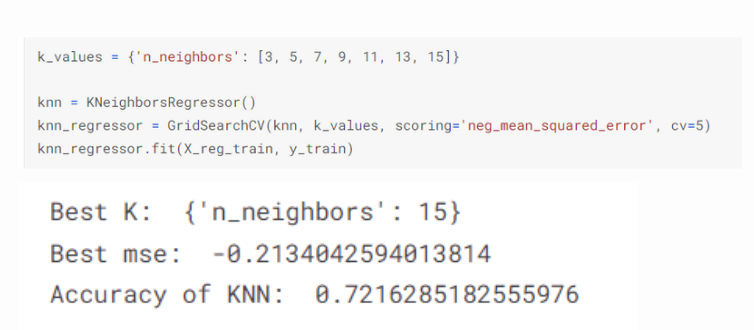 k_values = {'n_neighbors': [3, 5, 7, 9, 11, 13, 15]}
knn = KNeighborsRegressor()
knn_regressor = GridSearchCV(knn, k_values, scoring='neg_mean_squared_error', cv=5)
knn_regressor.fit(X_reg_train, y_train)
Best K:  {'n_neighbors': 15}
Best mse:  -0.2134042594013814
Accuracy of KNN:  0.7216285182555976